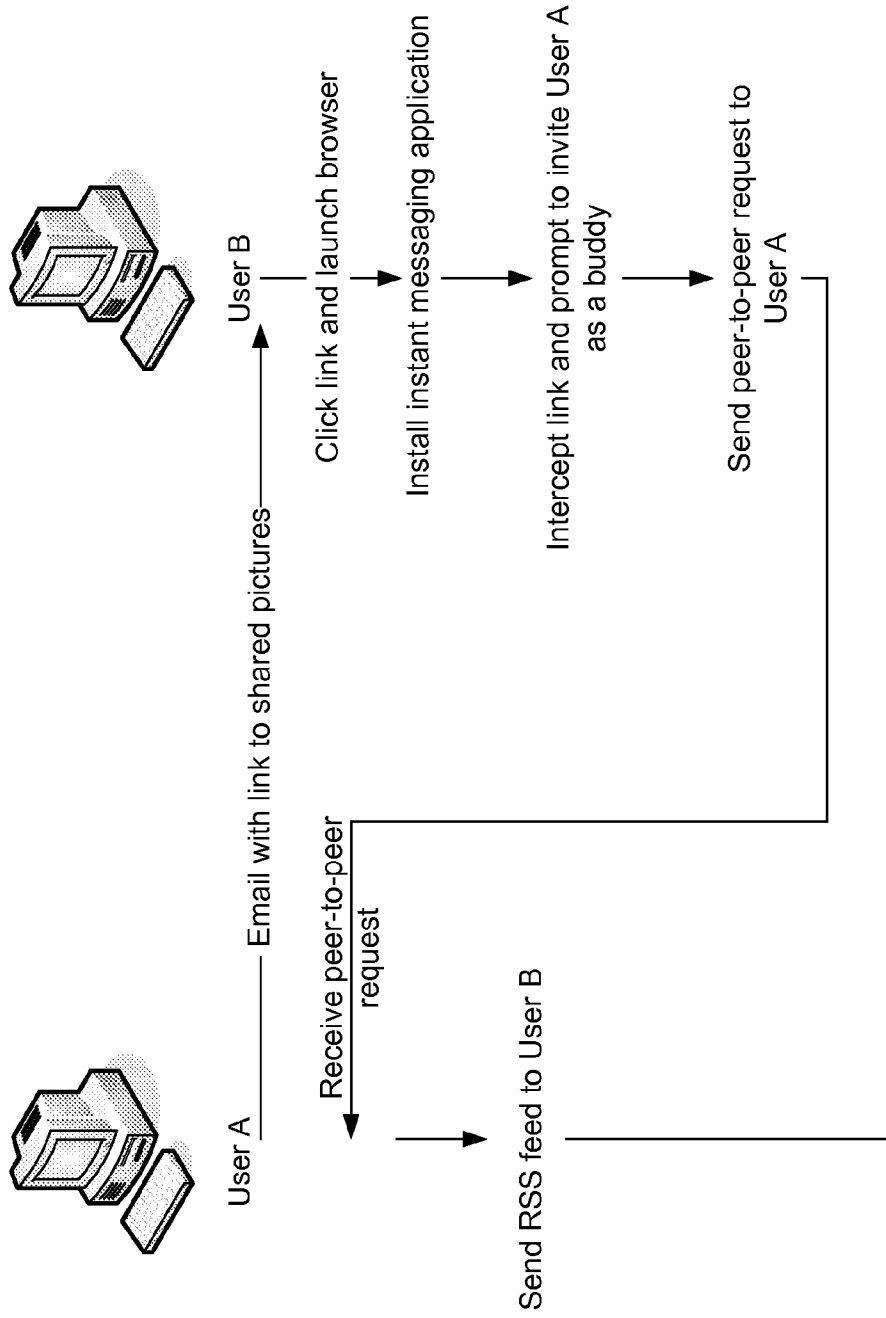 User A
Email with link to shared pictures
User B
Click link and launch browser
Install instant messaging application
Intercept link and prompt to invite User A
as a buddy
Send peer-to-peer request to
User A
Receive peer-to-peer
request
Send RSS feed to User B